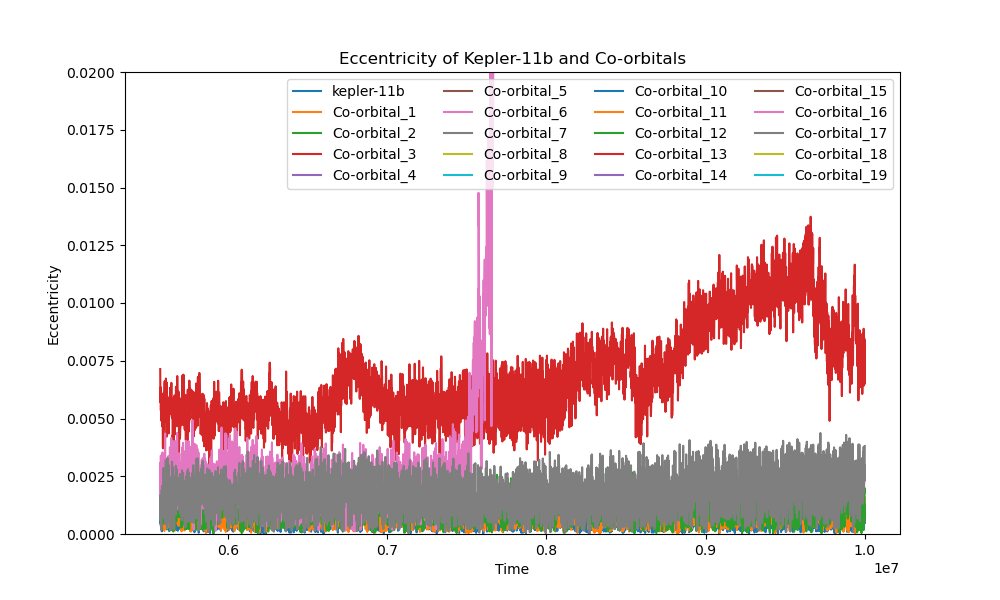 Eccentricity of Kepler-11b and Co-orbitals
0.0200
0.0175
0.0150
0.0125
0.0100
0.0075
0.0050
0.0025
0.0000
Eccentricity
kepler-11b Co-orbital_5 Co-orbital_10 Co-orbital_15
Co-orbital_1 Co-orbital_6 Co-orbital_11 Co-orbital_16
Co-orbital_2 Co-orbital_7 Co-orbital_12 Co-orbital_17
Co-orbital_3 Co-orbital_8 Co-orbital_13 Co-orbital_18
Co-orbital_4 Co-orbital_9 Co-orbital_14 Co-orbital_19
0.6 0.7 0.8 0.9 1.0
1e7
Time